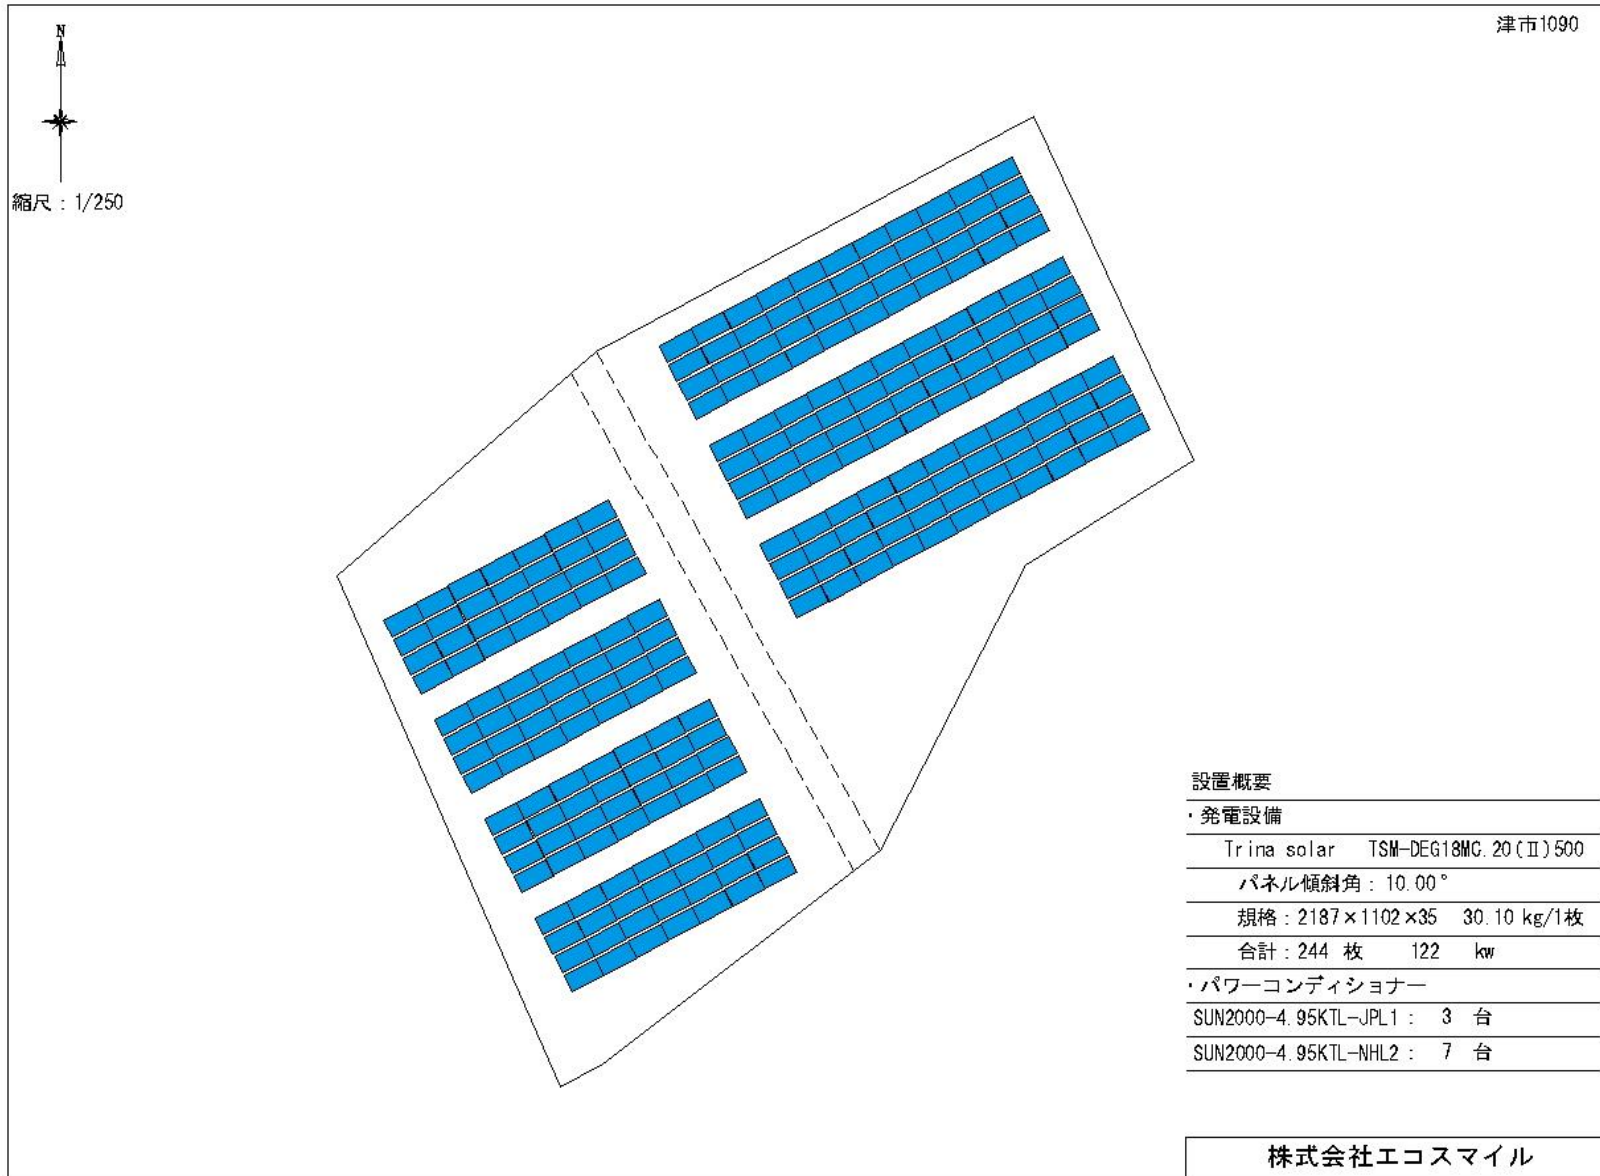 津市1090
N
縮尺：1/250
設置概要
・発電設備
Trina solar TSM-DEG18MC.20(Ⅱ)500
パネル傾斜角：10.00°
規格：2187×1102×35 30.10 kg/1枚
合計：244 枚 122 kw
・パワーコンディショナー
SUN2000-4.95KTL-JPL1： 3 台
SUN2000-4.95KTL-NHL2： 7 台
株式会社エコスマイル